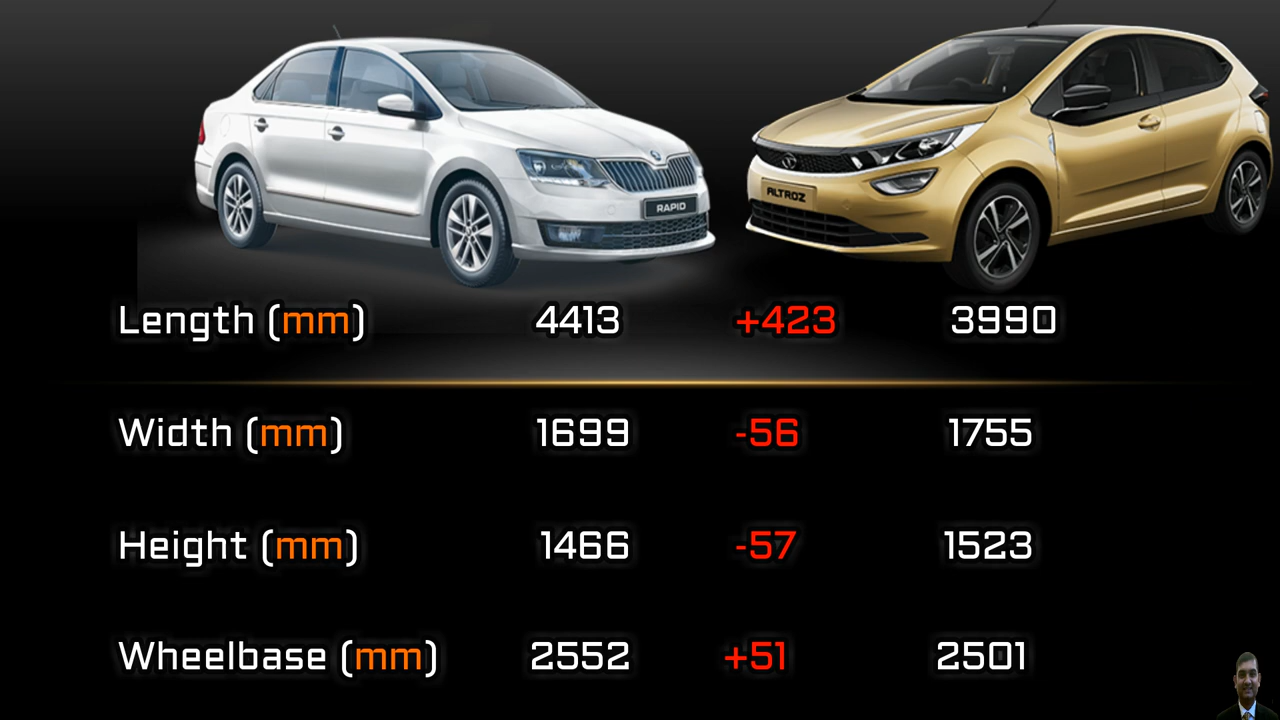 RAPID
ALTROZ
Length (mm) 4413 +423 3990
Width (mm) 1699 -56 1755
Height (mm) 1466 -57 1523
Wheelbase (mm) 2552 +51 2501